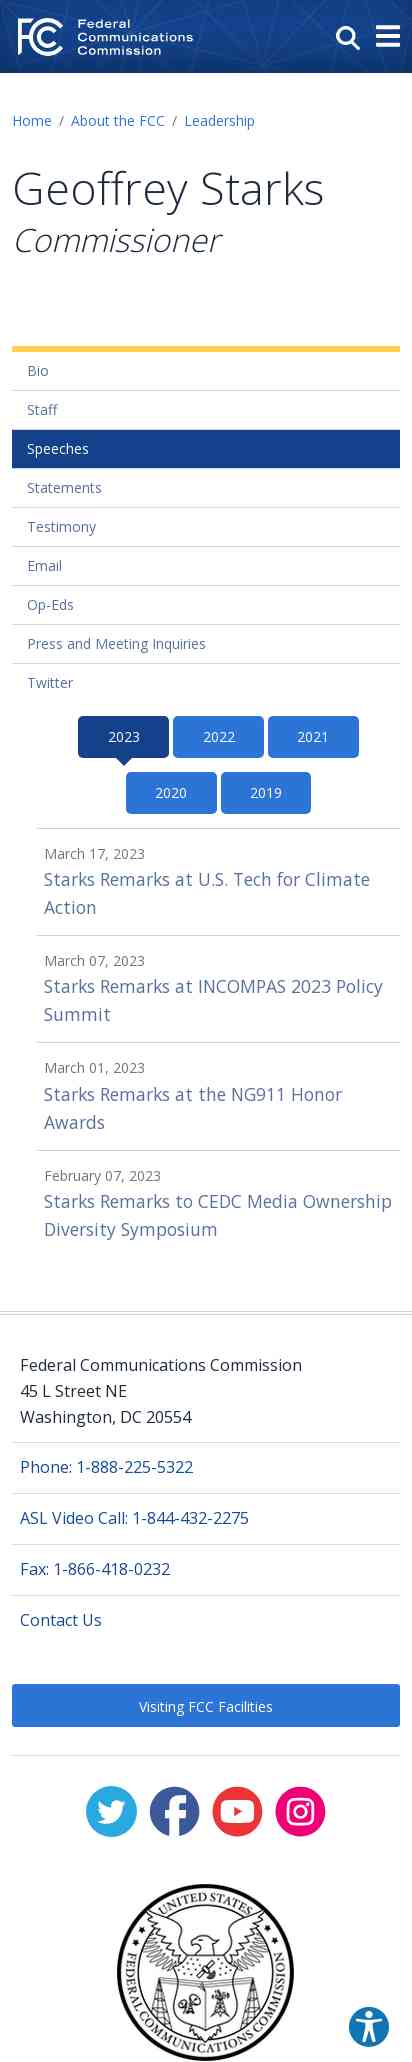 Federal
Communications
Commission
Home / About the FCC / Leadership
Geoffrey Starks
Commissioner
Bio
Staff
Speeches
Statements
Testimony
Email
Op-Eds
Press and Meeting Inquiries
Twitter
2023 2022 2021
2020 2019
March 17, 2023
Starks Remarks at U.S. Tech for Climate
Action
March 07, 2023
Starks Remarks at INCOMPAS 2023 Policy
Summit
March 01, 2023
Starks Remarks at the NG911 Honor
Awards
February 07, 2023
Starks Remarks to CEDC Media Ownership
Diversity Symposium
Federal Communications Commission
45 L Street NE
Washington, DC 20554
Phone: 1-888-225-5322
ASL Video Call: 1-844-432-2275
Fax: 1-866-418-0232
Contact Us
Visiting FCC Facilities
UNITED STATES
FEDERAL COMMUNICATIONS COMMISSION